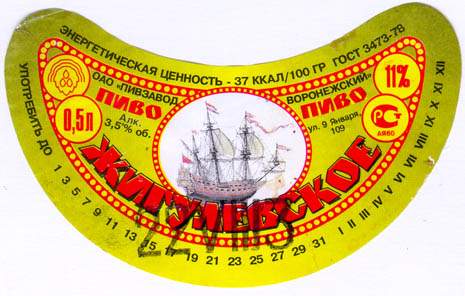 ЭНЕРГЕТИЧЕСКАЯ ЦЕННОСТЬ - 37 ККАЛ/100 ГР ГОСТ 3473-78
ОАО "ПИВЗАВОД ВОРОНЕЖСКИЙ"
ПИВО ПИВО
0,5л
Алк. 3,5% об.
11%
ул. 9 Января, 109
АЯ60
ЖИГУЛЕВСКОЕ
УПОТРЕБИТЬ ДО 1 3 5 7 9 11 13 15 17 19 21 23 25 27 29 31 I II III IV V VI VII VIII IX X XI XII